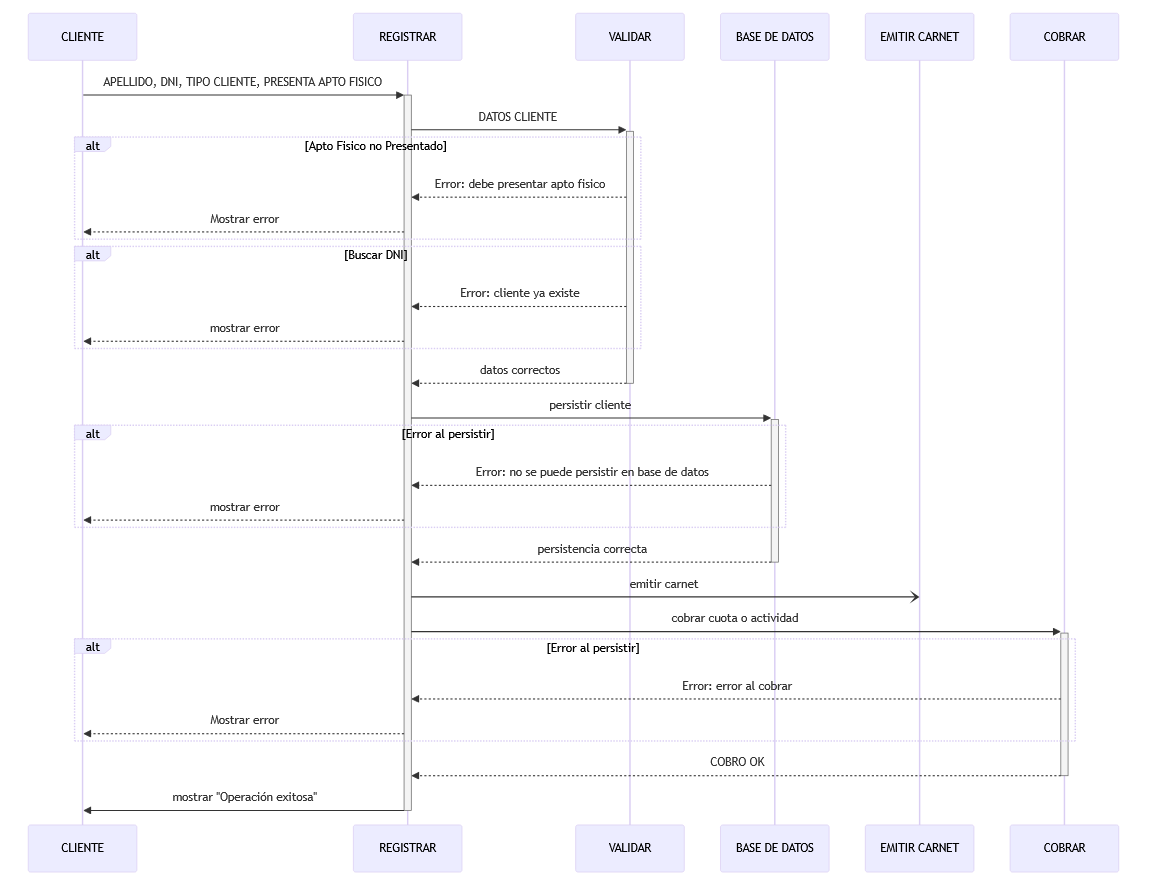 CLIENTE
REGISTRAR
VALIDAR
BASE DE DATOS
EMITIR CARNET
COBRAR
APELLIDO, DNI, TIPO CLIENTE, PRESENTA APTO FISICO
DATOS CLIENTE
alt
[Apto Fisico no Presentado]
Error: debe presentar apto fisico
Mostrar error
alt
[Buscar DNI]
Error: cliente ya existe
mostrar error
datos correctos
persistir cliente
alt
[Error al persistir]
Error: no se puede persistir en base de datos
mostrar error
persistencia correcta
emitir carnet
cobrar cuota o actividad
alt
[Error al persistir]
Error: error al cobrar
Mostrar error
COBRO OK
mostrar "Operación exitosa"
CLIENTE
REGISTRAR
VALIDAR
BASE DE DATOS
EMITIR CARNET
COBRAR